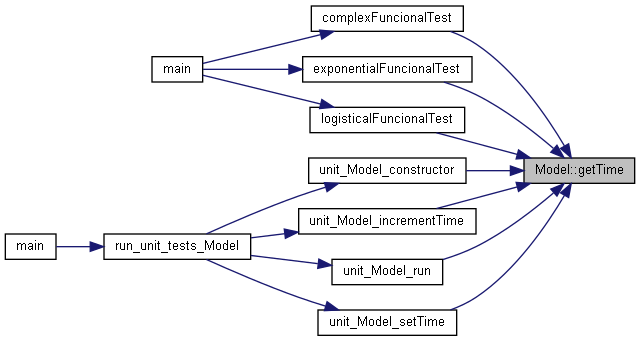 complexFuncionalTest
main
exponentialFuncionalTest
logisticalFuncionalTest
Model::getTime
unit_Model_constructor
unit_Model_incrementTime
main
run_unit_tests_Model
unit_Model_run
unit_Model_setTime